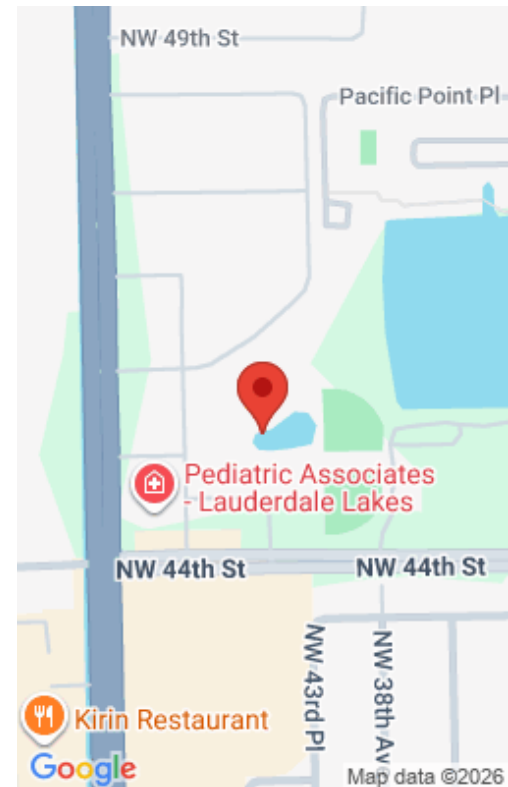 NW 49th St
Pacific Point Pl
Pediatric Associates
- Lauderdale Lakes
NW 44th St
NW 44th St
NW 43rd Pl
NW 38th Ave
Kirin Restaurant
Google
Map data ©2026